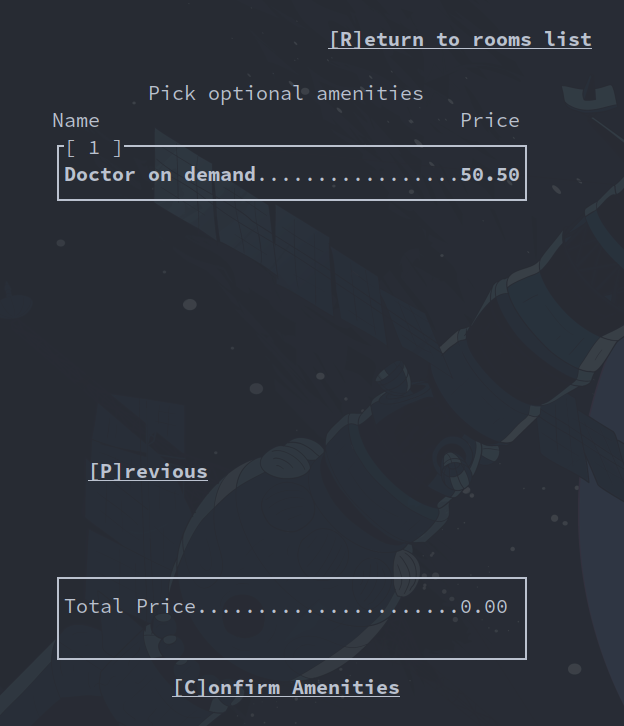 [R]eturn to rooms list
Pick optional amenities
Name Price
[ 1 ]
Doctor on demand.................50.50
[P]revious
Total Price......................0.00
[C]onfirm Amenities